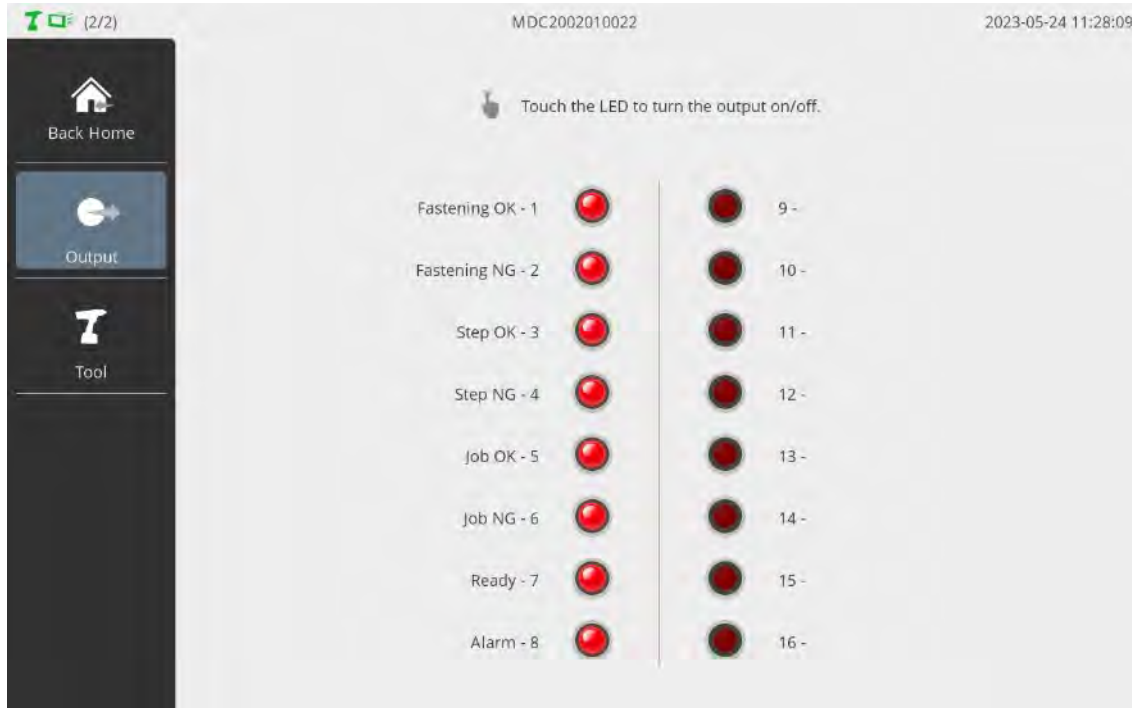 (2/2) MDC2002010022 2023-05-24 11:28:09
Back Home
Output
Tool
Touch the LED to turn the output on/off.
Fastening OK - 1
Fastening NG - 2
Step OK - 3
Step NG - 4
Job OK - 5
Job NG - 6
Ready - 7
Alarm - 8
9 -
10 -
11 -
12 -
13 -
14 -
15 -
16 -